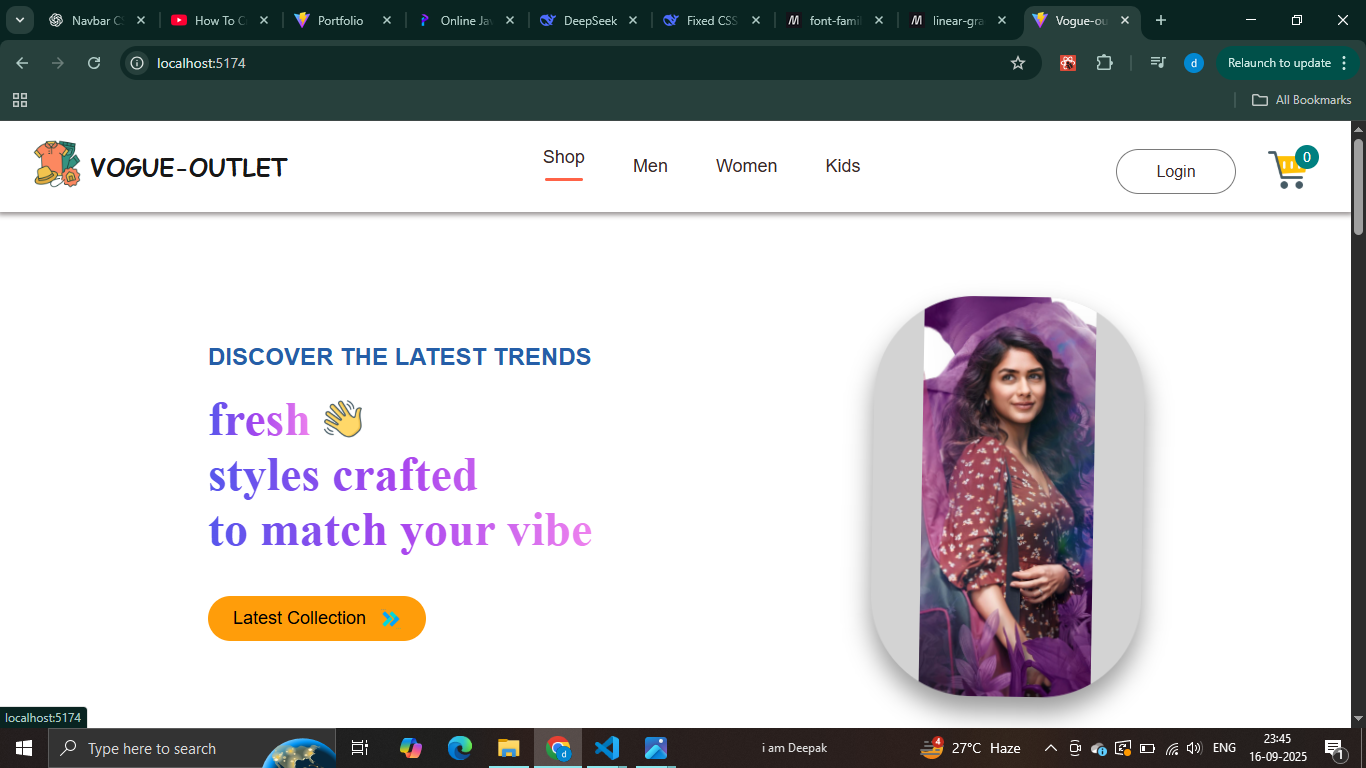 Navbar CS
How To C
Portfolio
Online Jav
DeepSeek
Fixed CSS
font-famil
linear-gra
Vogue-ou
localhost:5174
d
Relaunch to update
All Bookmarks
VOGUE-OUTLET
Shop
Men
Women
Kids
Login
0
DISCOVER THE LATEST TRENDS
fresh 👋
styles crafted
to match your vibe
Latest Collection
localhost:5174
Type here to search
i am Deepak
4
27°C Haze
ENG
23:45
16-09-2025
1